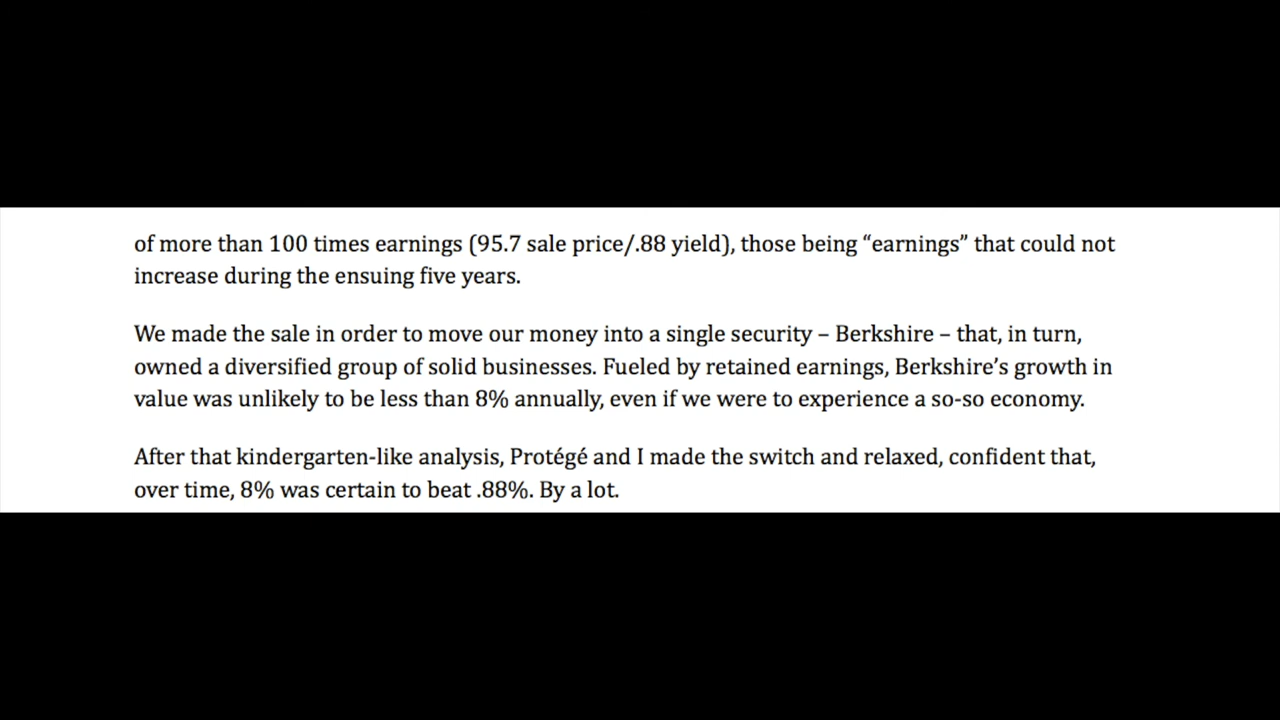 of more than 100 times earnings (95.7 sale price/.88 yield), those being “earnings” that could not
increase during the ensuing five years.
We made the sale in order to move our money into a single security – Berkshire – that, in turn,
owned a diversified group of solid businesses. Fueled by retained earnings, Berkshire’s growth in
value was unlikely to be less than 8% annually, even if we were to experience a so-so economy.
After that kindergarten-like analysis, Protégé and I made the switch and relaxed, confident that,
over time, 8% was certain to beat .88%. By a lot.